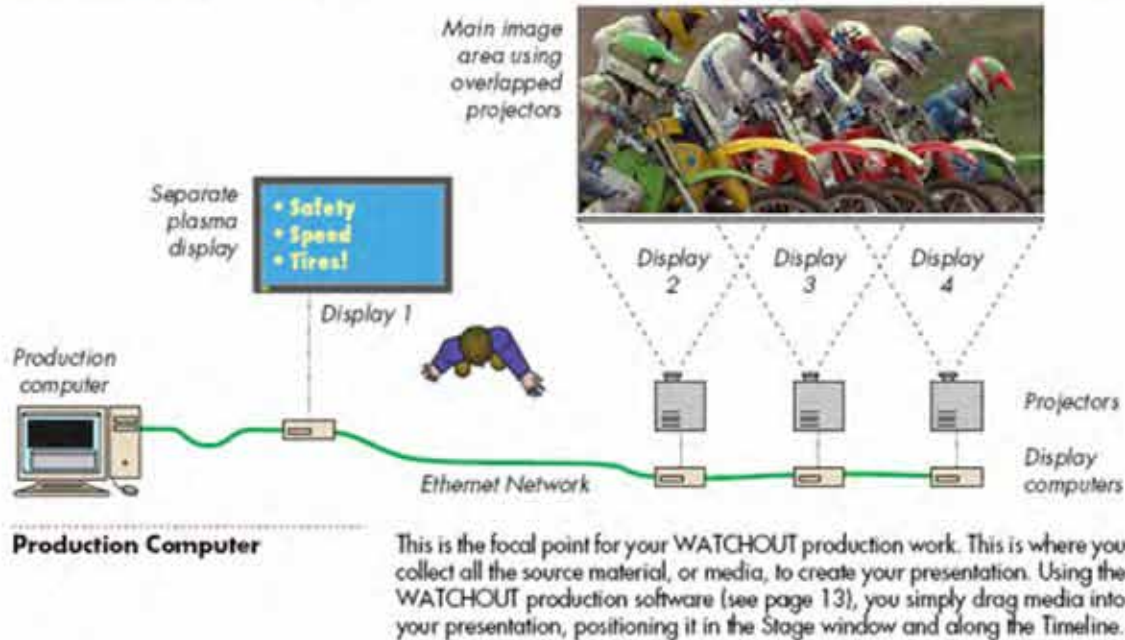 Main image
area using
overlapped
projectors
Separate
plasma
display
• Safety
• Speed
• Tires!
Display 1
Display
2
Display
3
Display
4
Production
computer
Projectors
Display
computers
Ethernet Network
Production Computer
This is the focal point for your WATCHOUT production work. This is where you
collect all the source material, or media, to create your presentation. Using the
WATCHOUT production software (see page 13), you simply drag media into
your presentation, positioning it in the Stage window and along the Timeline.